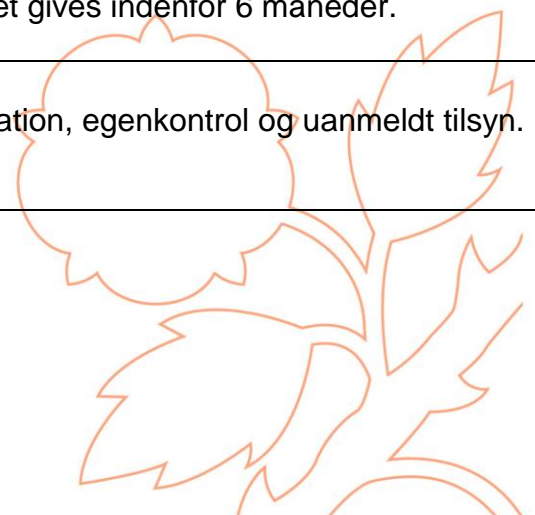 et gives indenfor 6 måneder.
ation, egenkontrol og uanmeldt tilsyn.